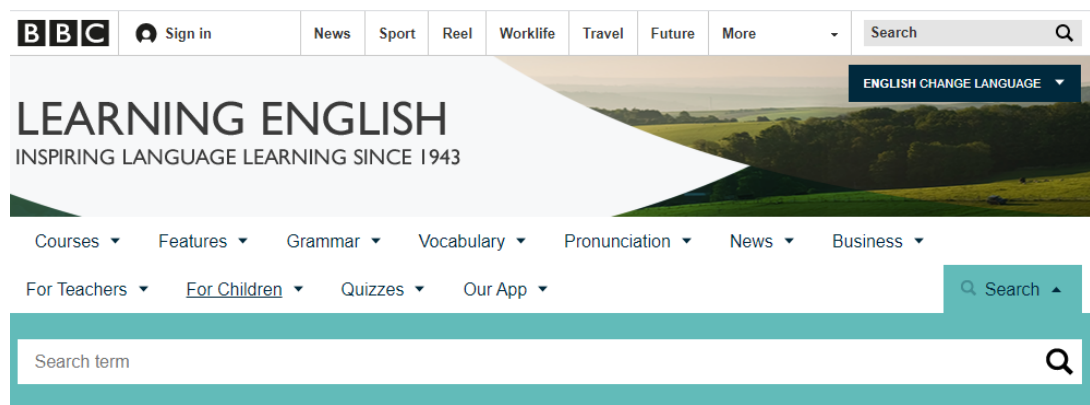 BBC Sign in News Sport Reel Worklife Travel Future More Search
ENGLISH CHANGE LANGUAGE
LEARNING ENGLISH
INSPIRING LANGUAGE LEARNING SINCE 1943
Courses Features Grammar Vocabulary Pronunciation News Business
For Teachers For Children Quizzes Our App Search
Search term